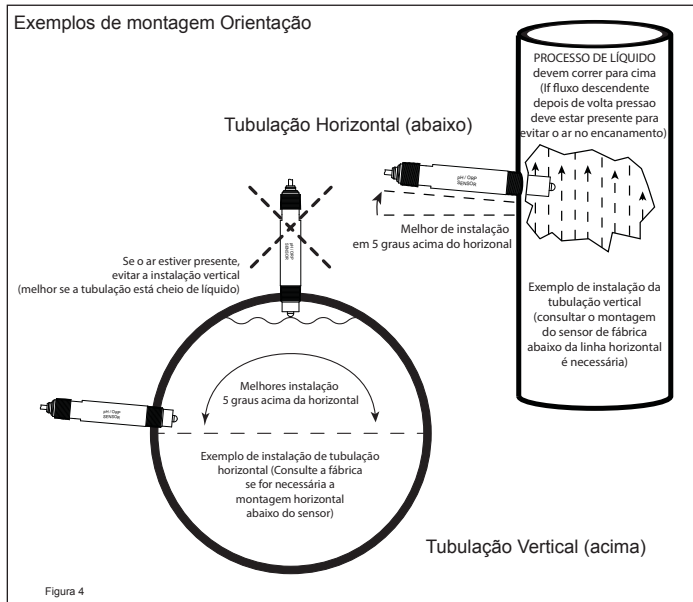 Exemplos de montagem Orientação
PROCESSO DE LÍQUIDO
devem correr para cima
(If fluxo descendente
depois de volta pressao
deve estar presente para
evitar o ar no encanamento)
Tubulação Horizontal (abaixo)
pH / ORP
SENSOR
Melhor de instalação
em 5 graus acima do horizonal
Se o ar estiver presente,
evitar a instalação vertical
(melhor se a tubulação está cheio de líquido)
pH / ORP
SENSOR
Exemplo de instalação da
tubulação vertical
(consultar o montagem
do sensor de fábrica
abaixo da linha horizontal
é necessária)
Melhores instalação
5 graus acima da horizontal
pH / ORP
SENSOR
Exemplo de instalação de tubulação
horizontal (Consulte a fábrica
se for necessária a
montagem horizontal
abaixo do sensor)
Tubulação Vertical (acima)
Figura 4